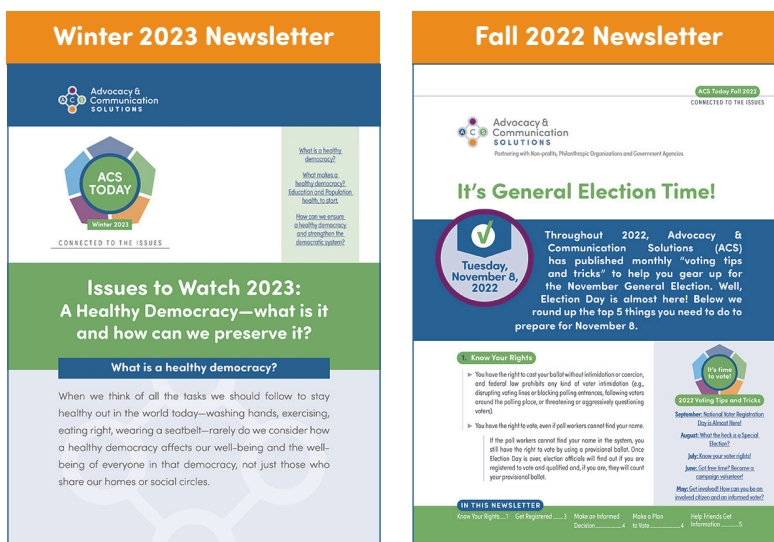 Winter 2023 Newsletter
Advocacy &
Communication
SOLUTIONS
A C S
ACS
TODAY
Winter 2023
CONNECTED TO THE ISSUES
What is a healthy
democracy?
What makes a
healthy democracy?
Education and Population
health, to start.
How can we ensure
a healthy democracy
and strengthen the
democratic system?
Issues to Watch 2023:
A Healthy Democracy—what is it
and how can we preserve it?
What is a healthy democracy?
When we think of all the tasks we should follow to stay
healthy out in the world today—washing hands, exercising,
eating right, wearing a seatbelt—rarely do we consider how
a healthy democracy affects our well-being and the well-
being of everyone in that democracy, not just those who
share our homes or social circles.
Fall 2022 Newsletter
ACS Today Fall 2022
CONNECTED TO THE ISSUES
A C S
Advocacy &
Communication
SOLUTIONS
Partnering with Non-profits, Philanthropic Organizations and Government Agencies
It's General Election Time!
Tuesday,
November 8,
2022
Throughout 2022, Advocacy &
Communication Solutions (ACS)
has published monthly "voting tips
and tricks" to help you gear up for
the November General Election. Well,
Election Day is almost here! Below we
round up the top 5 things you need to do to
prepare for November 8.
1. Know Your Rights
You have the right to cast your ballot without intimidation or coercion,
and federal law prohibits any kind of voter intimidation (e.g.,
disrupting voting lines or blocking polling entrances, following voters
around the polling place, or threatening or aggressively questioning
voters).
You have the right to vote, even if poll workers cannot find your name.
If the poll workers cannot find your name in the system, you
still have the right to vote by using a provisional ballot. Once
Election Day is over, election officials will find out if you are
registered to vote and qualified and, if you are, they will count
your provisional ballot.
It's time
to vote!
2022 Voting Tips and Tricks
September: National Voter Registration
Day is Almost Here!
August: What the heck is a Special
Election?
July: Know your voter rights!
June: Got free time? Become a
campaign volunteer!
May: Get involved! How can you be an
involved citizen and an informed voter?
IN THIS NEWSLETTER
Know Your Rights.....1 Get Registered.....3 Make an Informed
Decision.....4 Make a Plan
to Vote.....4 Help Friends Get
Information.....5